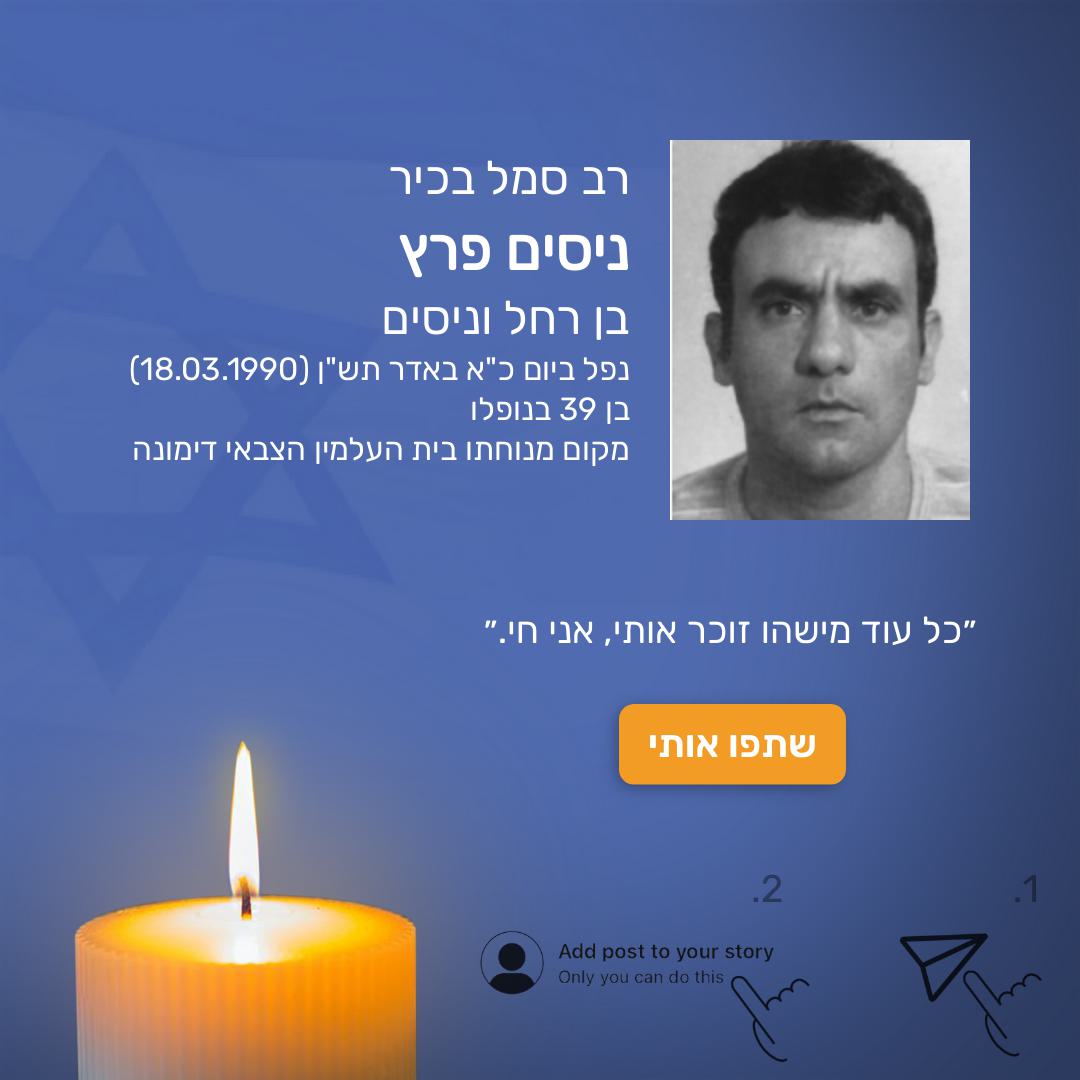 רב סמל בכיר
ניסים פרץ
בן רחל וניסים
נפל ביום כ"א באדר תש"ן (18.03.1990)
בן 39 בנופלו
מקום מנוחתו בית העלמין הצבאי דימונה
״כל עוד מישהו זוכר אותי, אני חי.״
שתפו אותי
.1
.2
Add post to your story
Only you can do this